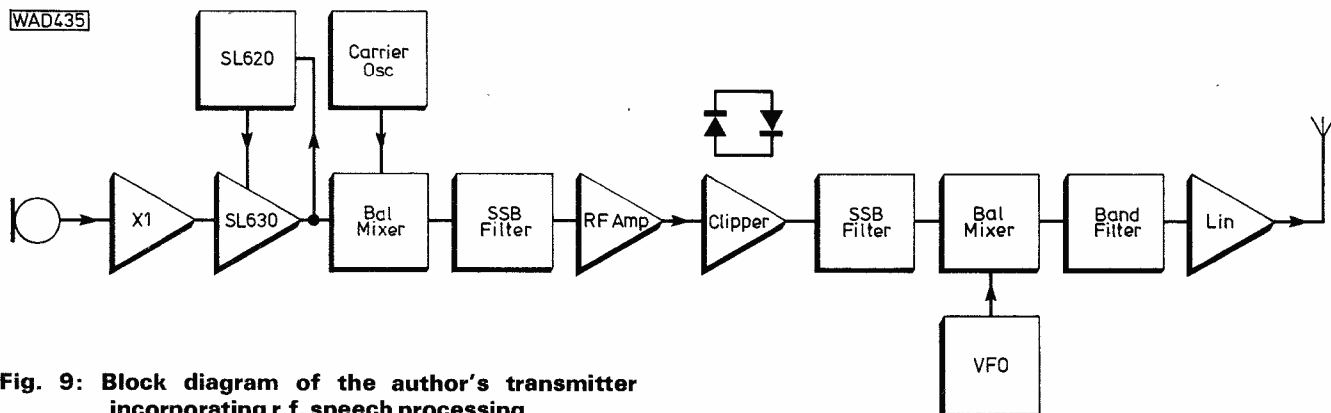 WAD435
SL620
Carrier
Osc
X1
SL630
Bal
Mixer
SSB
Filter
RF Amp
Clipper
SSB
Filter
Bal
Mixer
Band
Filter
Lin
VFO
Fig. 9: Block diagram of the author's transmitter
incorporating r.f. speech processing